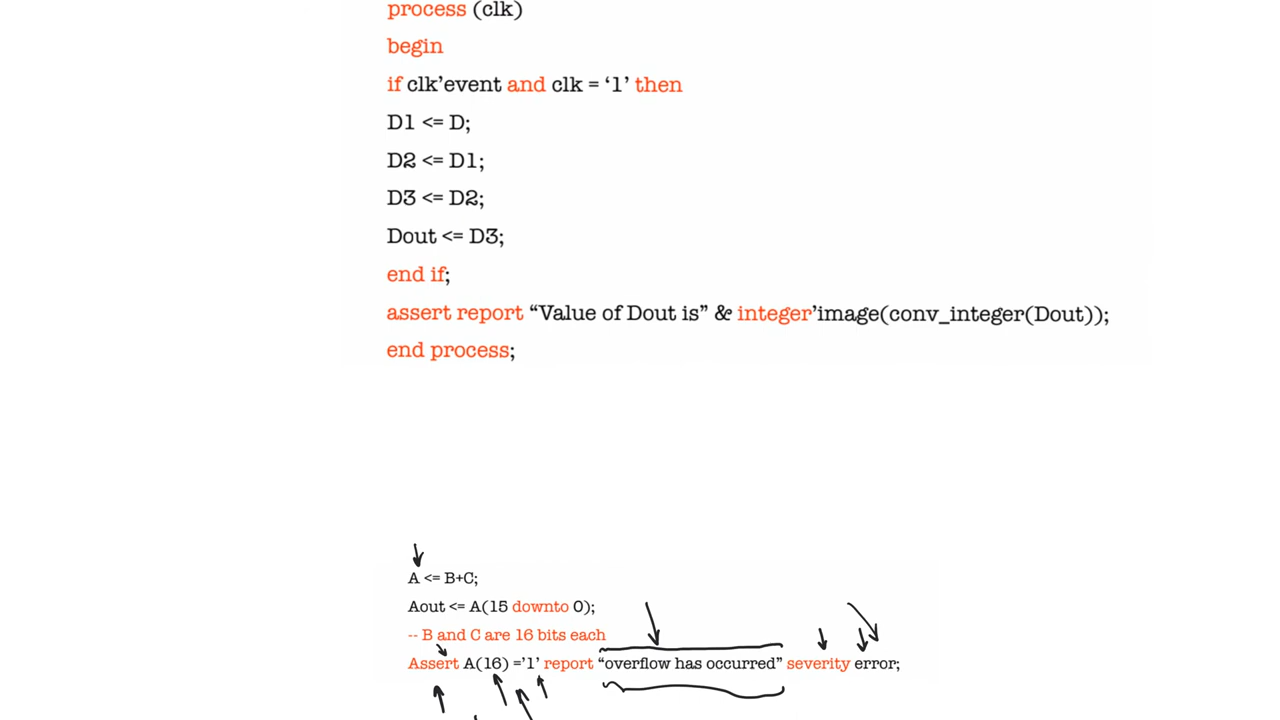 process (clk)
begin
if clk’event and clk = ‘1’ then
D1 <= D;
D2 <= D1;
D3 <= D2;
Dout <= D3;
end if;
assert report “Value of Dout is” & integer’image(conv_integer(Dout));
end process;
A <= B+C;
Aout <= A(15 downto 0);
-- B and C are 16 bits each
Assert A(16) =’1’ report “overflow has occurred” severity error;